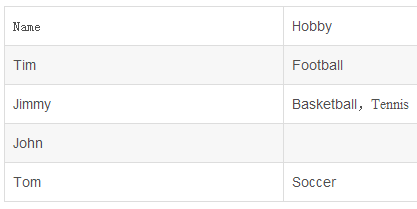 Name Hobby
Tim Football
Jimmy Basketball，Tennis
John
Tom Soccer